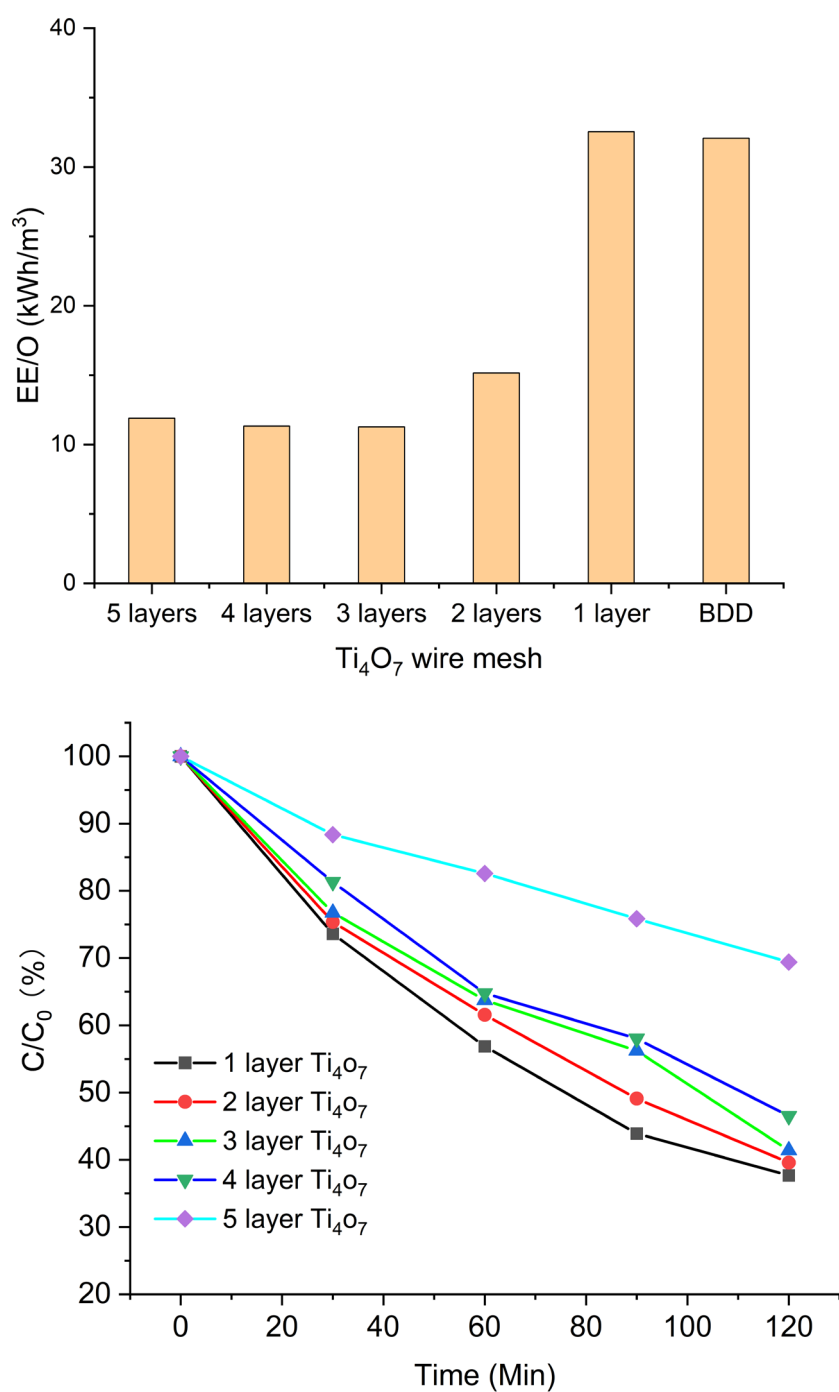 40
30
20
10
0
EE/O (kWh/m³)
5 layers 4 layers 3 layers 2 layers 1 layer BDD
Ti₄O₇ wire mesh
100
90
80
70
60
50
40
30
20
C/C₀ (%)
1 layer Ti₄o₇
2 layer Ti₄o₇
3 layer Ti₄o₇
4 layer Ti₄o₇
5 layer Ti₄o₇
0 20 40 60 80 100 120
Time (Min)